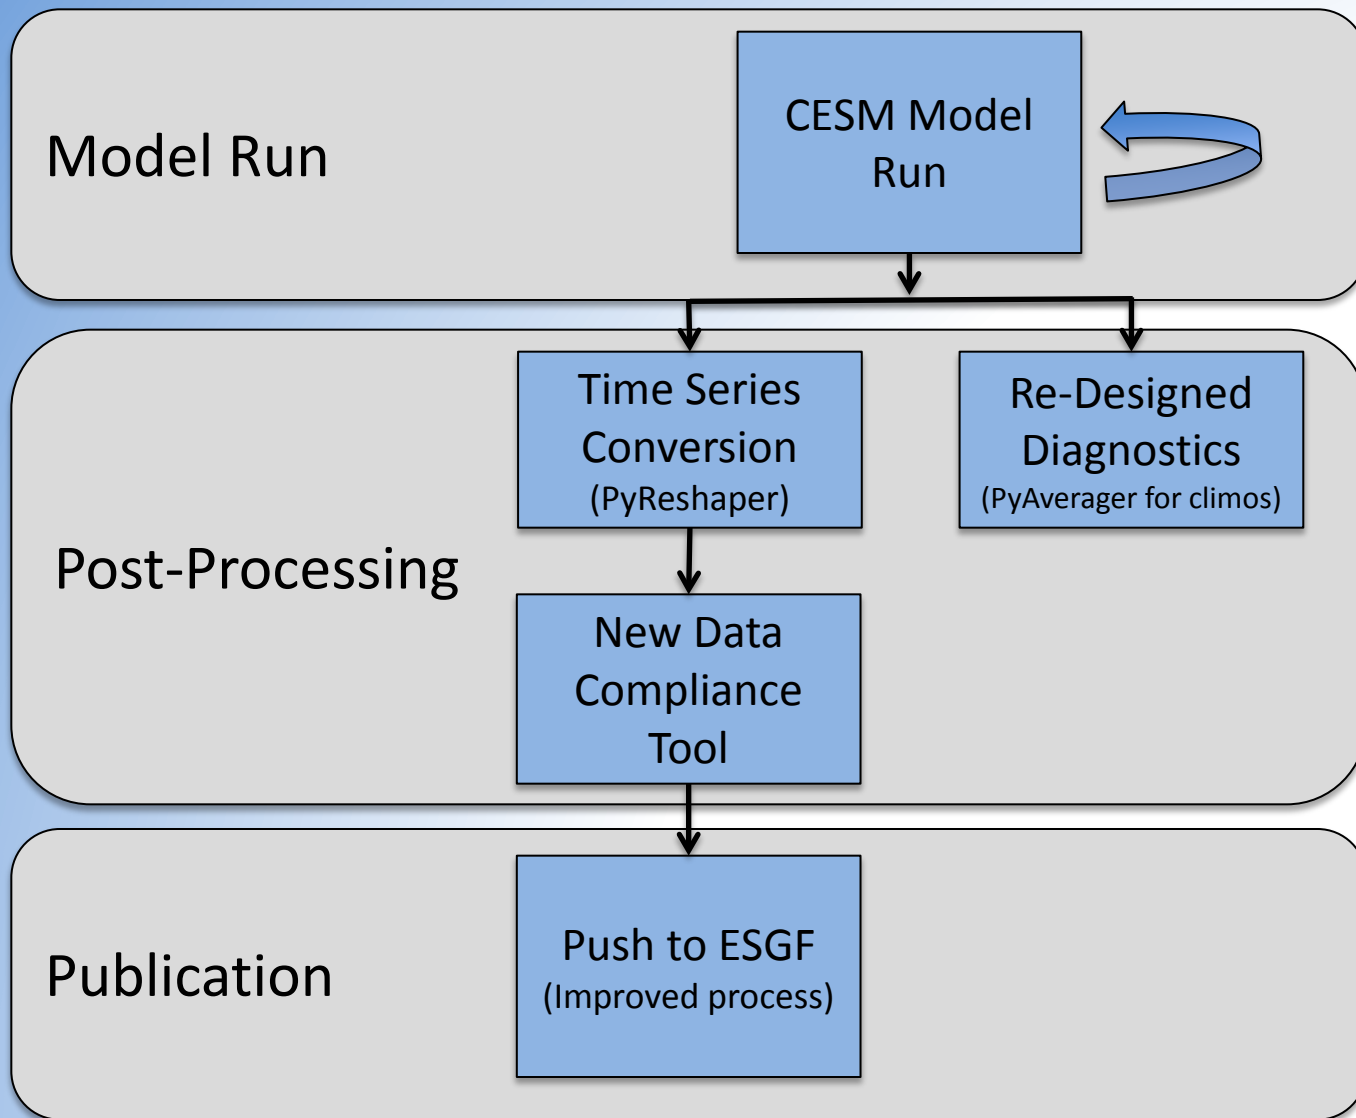 Model Run
CESM Model
Run
Post-Processing
Time Series
Conversion
(PyReshaper)
Re-Designed
Diagnostics
(PyAverager for climos)
New Data
Compliance
Tool
Publication
Push to ESGF
(Improved process)